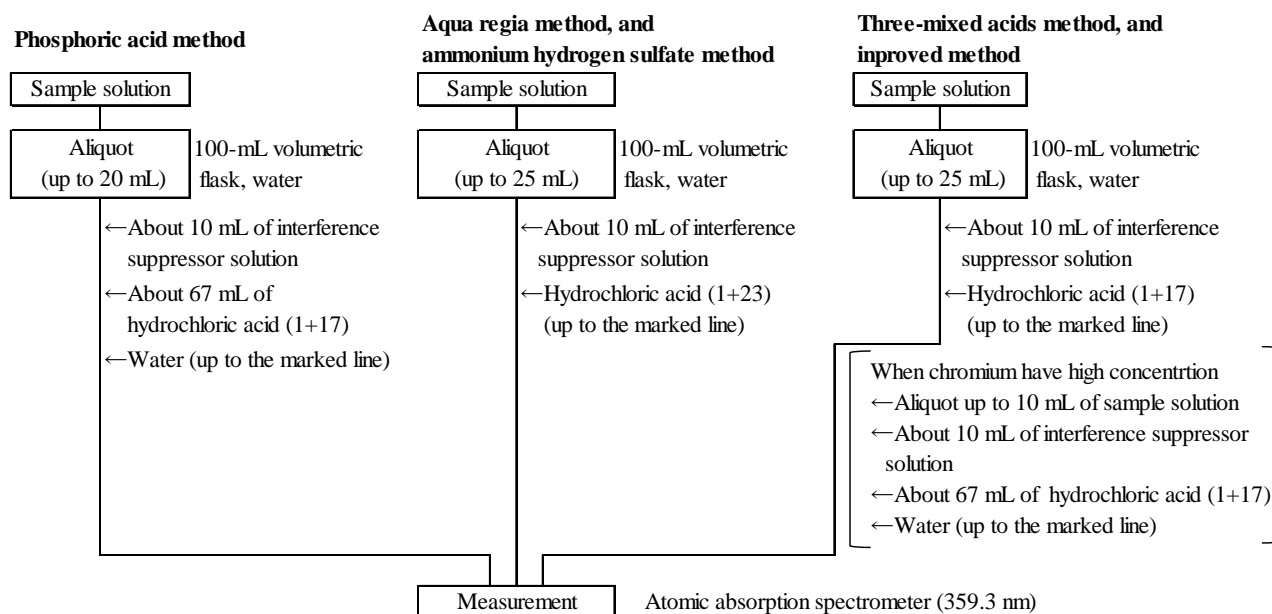 Phosphoric acid method
Sample solution
Aliquot
(up to 20 mL)
100-mL volumetric
flask, water
←About 10 mL of interference
suppressor solution
←About 67 mL of
hydrochloric acid (1+17)
←Water (up to the marked line)
Aqua regia method, and
ammonium hydrogen sulfate method
Sample solution
Aliquot
(up to 25 mL)
100-mL volumetric
flask, water
←About 10 mL of interference
suppressor solution
←Hydrochloric acid (1+23)
(up to the marked line)
Three-mixed acids method, and
inproved method
Sample solution
Aliquot
(up to 25 mL)
100-mL volumetric
flask, water
←About 10 mL of interference
suppressor solution
←Hydrochloric acid (1+17)
(up to the marked line)
When chromium have high concentrtion
←Aliquot up to 10 mL of sample solution
←About 10 mL of interference suppressor
solution
←About 67 mL of hydrochloric acid (1+17)
←Water (up to the marked line)
Measurement
Atomic absorption spectrometer (359.3 nm)